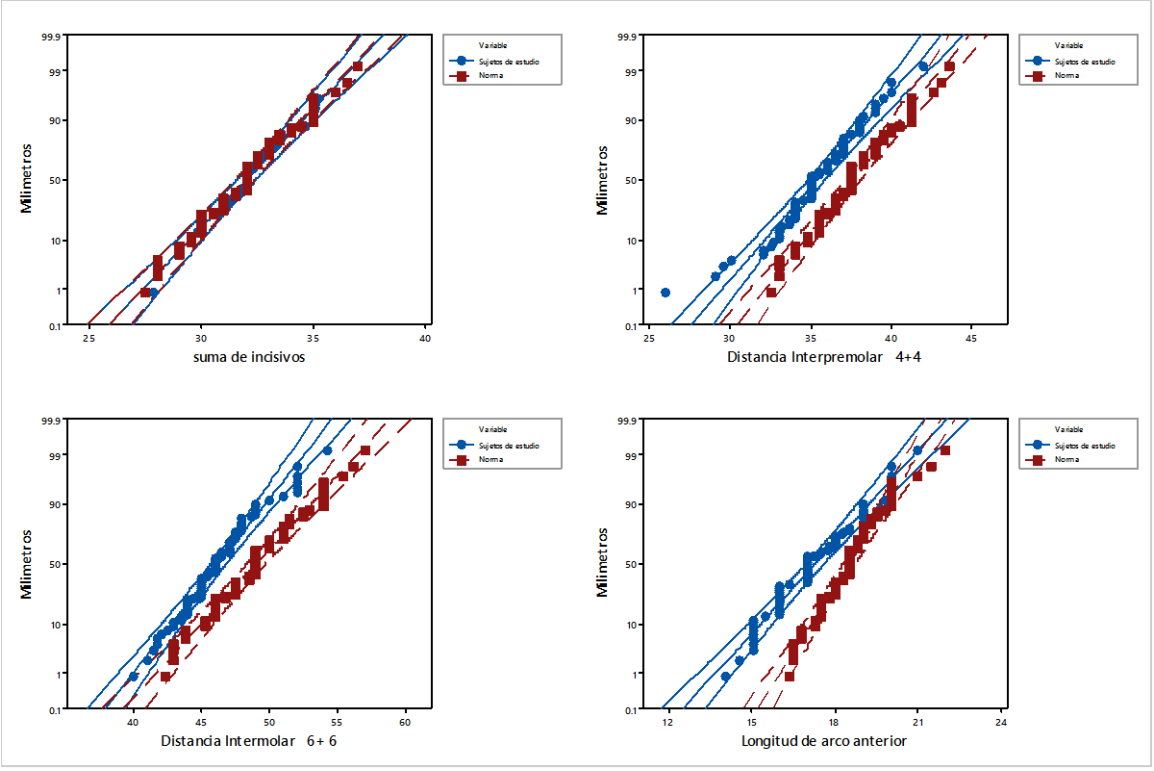 99.9
99
90
50
10
1
0.1
Milimetros
25 30 35 40
suma de incisivos
Variable
Sujetos de estudio
Norma
99.9
99
90
50
10
1
0.1
Milimetros
25 30 35 40 45
Distancia Interpremolar 4+4
Variable
Sujetos de estudio
Norma
99.9
99
90
50
10
1
0.1
Milimetros
40 45 50 55 60
Distancia Intermolar 6+ 6
Variable
Sujetos de estudio
Norma
99.9
99
90
50
10
1
0.1
Milimetros
12 15 18 21 24
Longitud de arco anterior
Variable
Sujetos de estudio
Norma